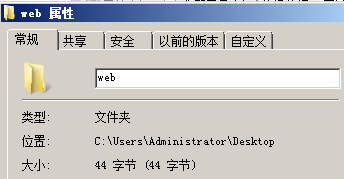 web 属性
常规 共享 安全 以前的版本 自定义
web
类型: 文件夹
位置: C:\Users\Administrator\Desktop
大小: 44 字节 (44 字节)